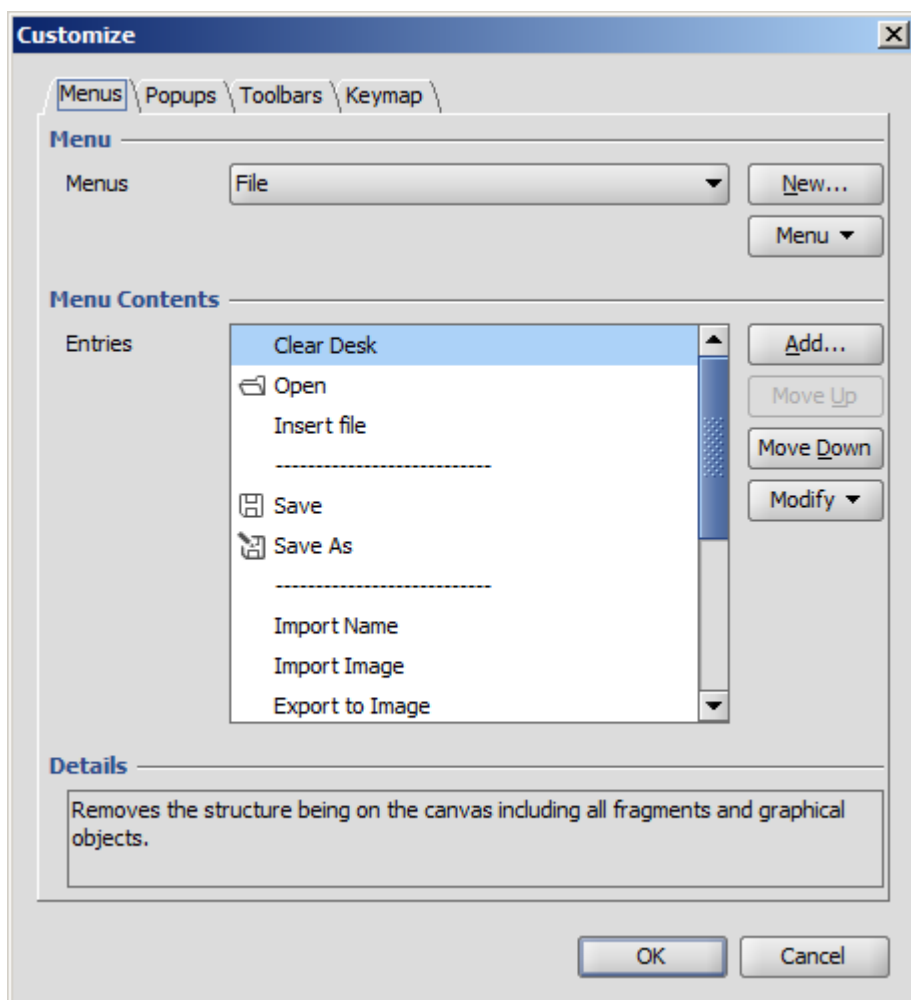 Customize
Menus Popups Toolbars Keymap
Menu
Menus File New...
Menu
Menu Contents
Entries Clear Desk Add...
Open Move Up
Insert file Move Down
---------------------------
Save Modify
Save As
---------------------------
Import Name
Import Image
Export to Image
Details
Removes the structure being on the canvas including all fragments and graphical
objects.
OK Cancel